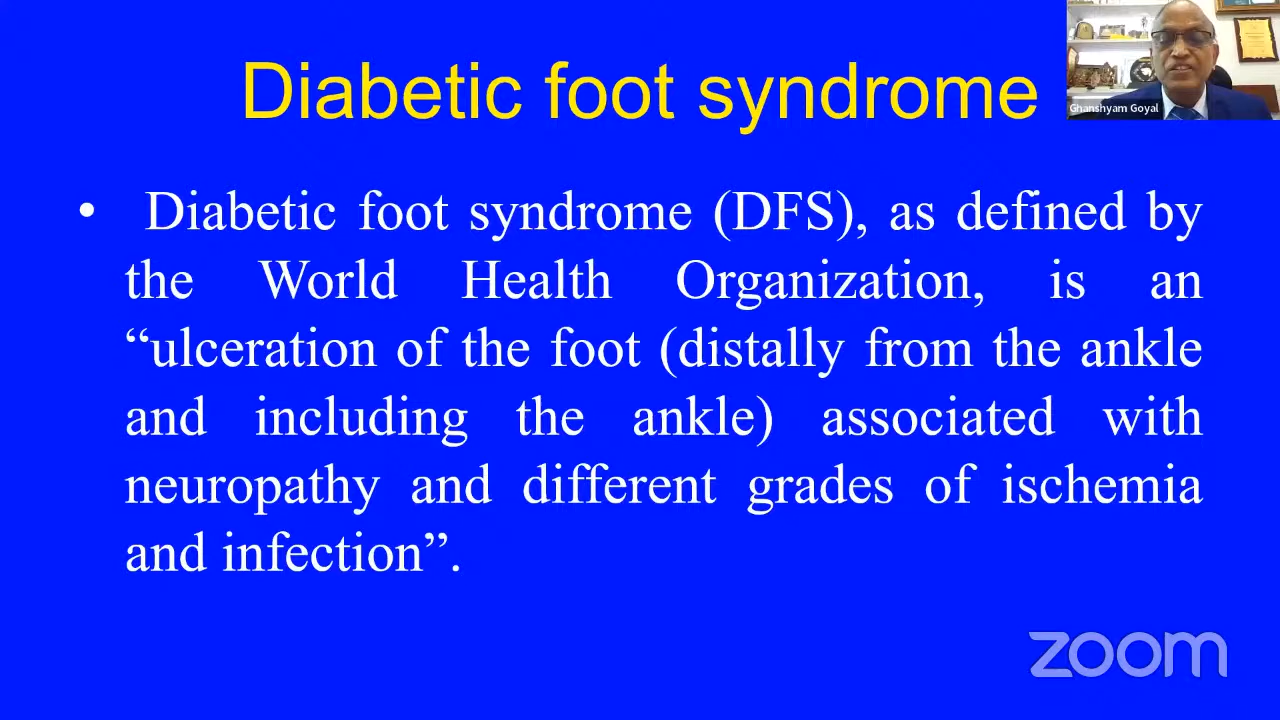 Diabetic foot syndrome
Ghanshyam Goyal
• Diabetic foot syndrome (DFS), as defined by
the World Health Organization, is an
“ulceration of the foot (distally from the ankle
and including the ankle) associated with
neuropathy and different grades of ischemia
and infection”.
zoom